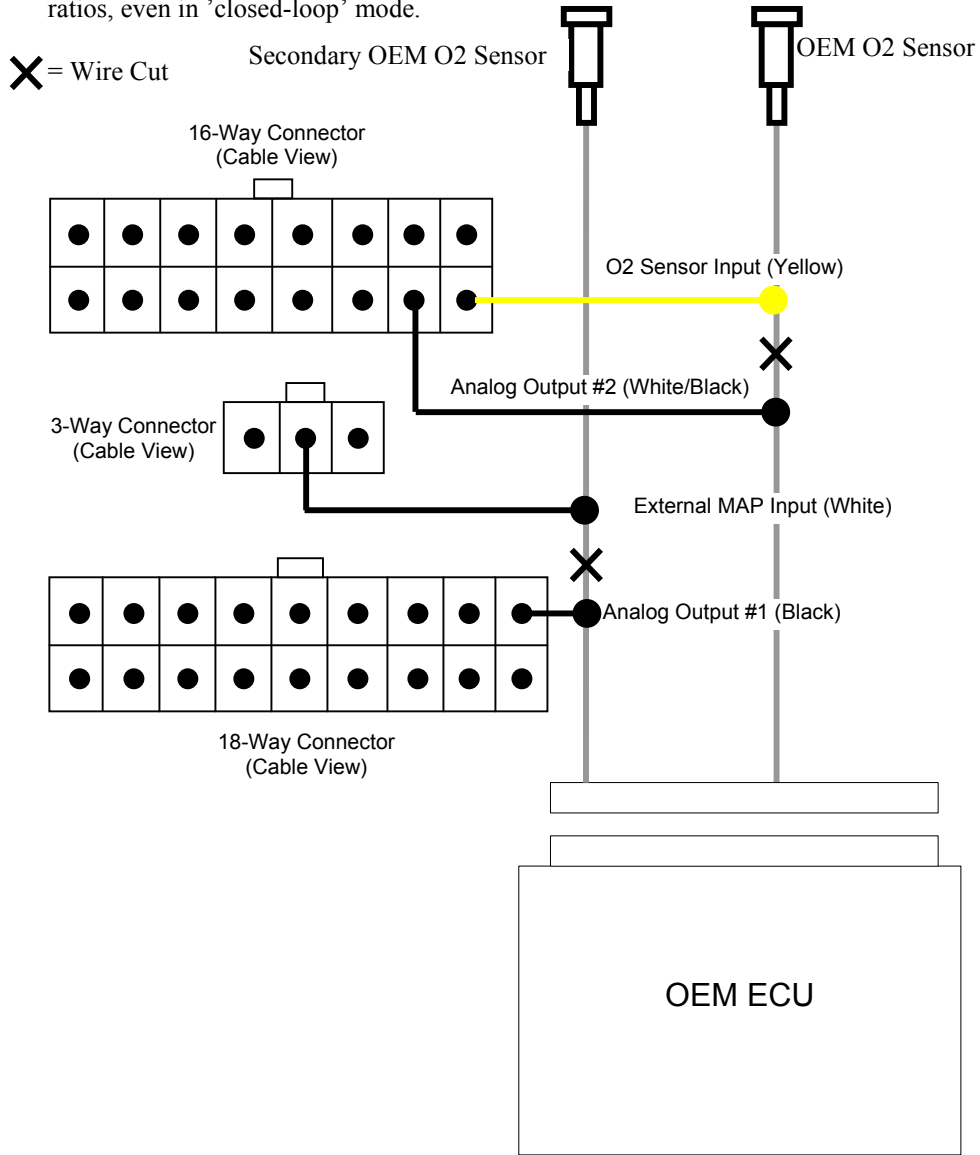 ratios, even in ’closed-loop’ mode.
Secondary OEM O2 Sensor
OEM O2 Sensor
= Wire Cut
16-Way Connector
(Cable View)
O2 Sensor Input (Yellow)
Analog Output #2 (White/Black)
3-Way Connector
(Cable View)
External MAP Input (White)
Analog Output #1 (Black)
18-Way Connector
(Cable View)
OEM ECU